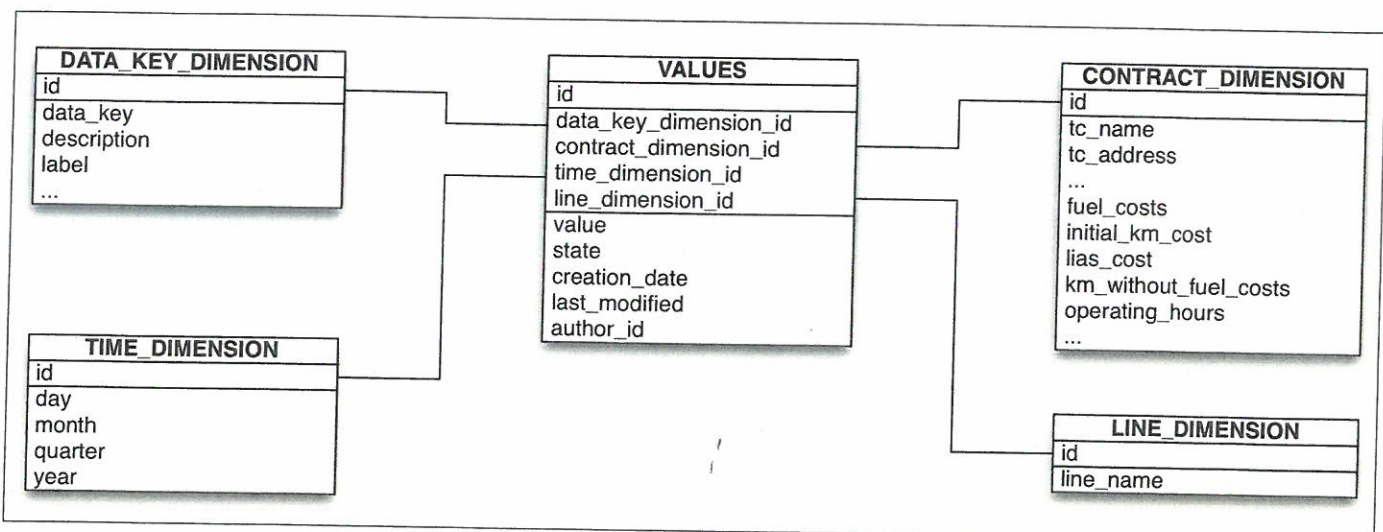 DATA_KEY_DIMENSION
id
data_key
description
label
...
VALUES
id
data_key_dimension_id
contract_dimension_id
time_dimension_id
line_dimension_id
value
state
creation_date
last_modified
author_id
CONTRACT_DIMENSION
id
tc_name
tc_address
...
fuel_costs
initial_km_cost
lias_cost
km_without_fuel_costs
operating_hours
...
TIME_DIMENSION
id
day
month
quarter
year
LINE_DIMENSION
id
line_name